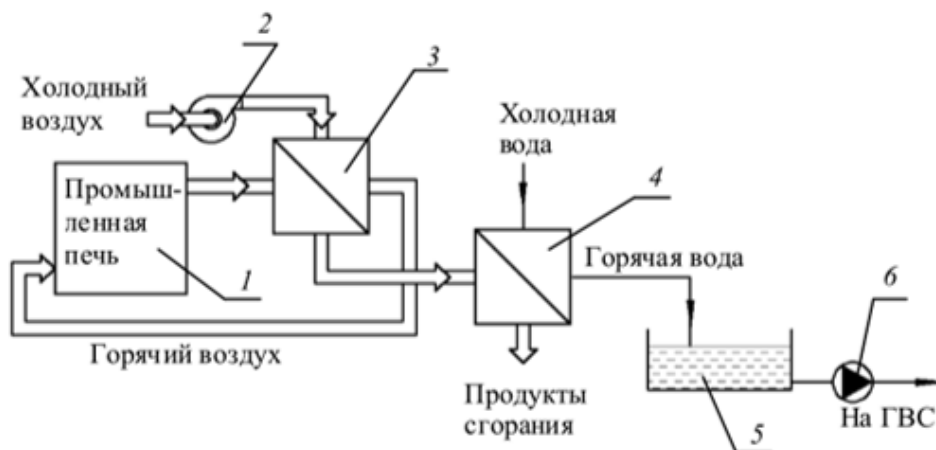 2
3
Холодный
воздух
Холодная
вода
4
Промыш-
ленная
печь
1
Горячая вода
6
Горячий воздух
Продукты
сгорания
5
На ГВС